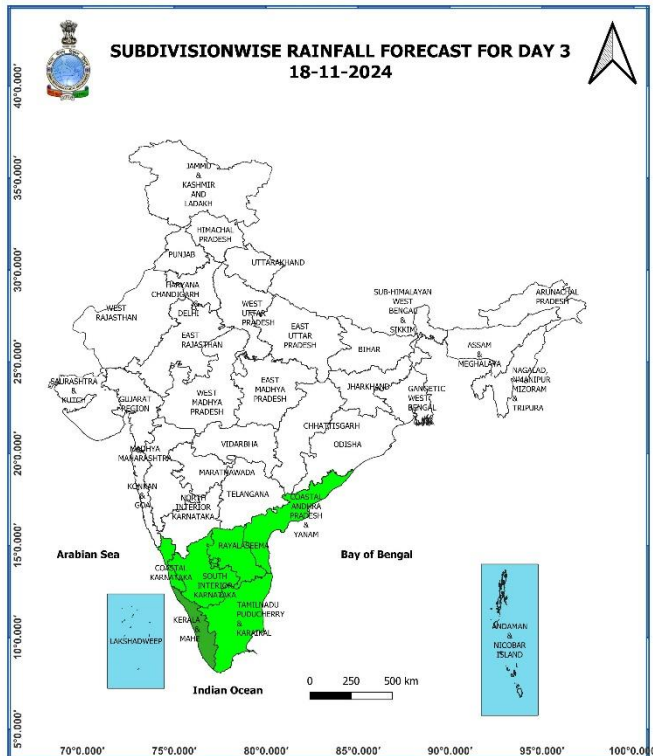 SUBDIVISIONWISE RAINFALL FORECAST FOR DAY 3
18-11-2024
40°0.000'
35°0.000'
30°0.000'
25°0.000'
20°0.000'
15°0.000'
10°0.000'
5°0.000'
JAMMU
&
KASHMIR
AND
LADAKH
HIMACHAL
PRADESH
PUNJAB
UTTARAKHAND
HARYANA
CHANDIGARH
&
DELHI
WEST
RAJASTHAN
WEST
UTTAR
PRADESH
EAST
RAJASTHAN
EAST
UTTAR
PRADESH
SUB-HIMALAYAN
WEST
BENGAL
&
SIKKIM
ARUNACHAL
PRADESH
BIHAR
ASSAM
&
MEGHALAYA
NAGALAD
MANIPUR
MIZORAM
&
TRIPURA
SAURASHTRA
&
KUTCH
GUJARAT
REGION
WEST
MADHYA
PRADESH
EAST
MADHYA
PRADESH
JHARKHAND
GANGETIC
WEST
BENGAL
CHHATTISGARH
ODISHA
VIDARBHA
MADHYA
MAHARASHTRA
MARATHAWADA
KONKAN
&
GOA
NORTH
INTERIOR
KARNATAKA
TELANGANA
COASTAL
ANDHRA
PRADESH
&
YANAM
RAYALASEEMA
Arabian Sea
Bay of Bengal
COASTAL
KARNATAKA
SOUTH
INTERIOR
KARNATAKA
KERALA
&
MAHE
TAMILNADU
PUDUCHERRY
&
KARAIKAL
LAKSHADWEEP
ANDAMAN
&
NICOBAR
ISLAND
Indian Ocean
0 250 500 km
70°0.000' 75°0.000' 80°0.000' 85°0.000' 90°0.000' 95°0.000' 100°0.000'